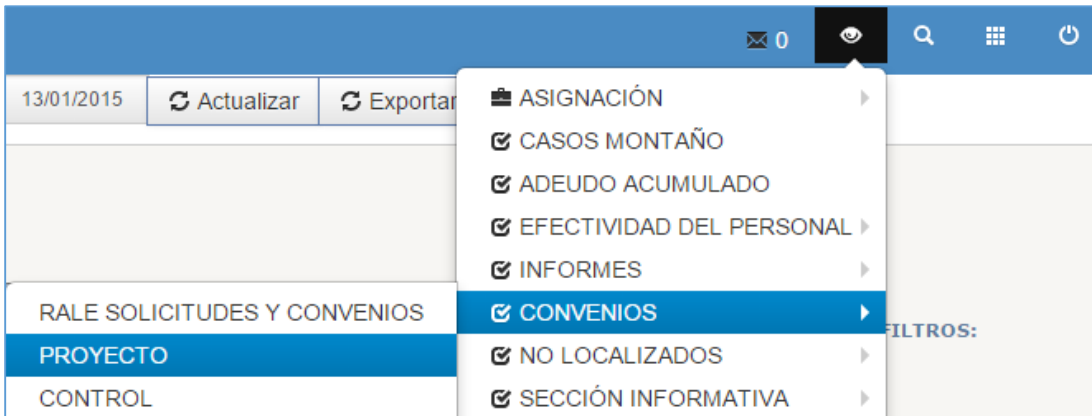 0
13/01/2015 Actualizar Exportar
ASIGNACIÓN
CASOS MONTAÑO
ADEUDO ACUMULADO
EFECTIVIDAD DEL PERSONAL
INFORMES
CONVENIOS
NO LOCALIZADOS
SECCIÓN INFORMATIVA
RALE SOLICITUDES Y CONVENIOS
PROYECTO
CONTROL
FILTROS: